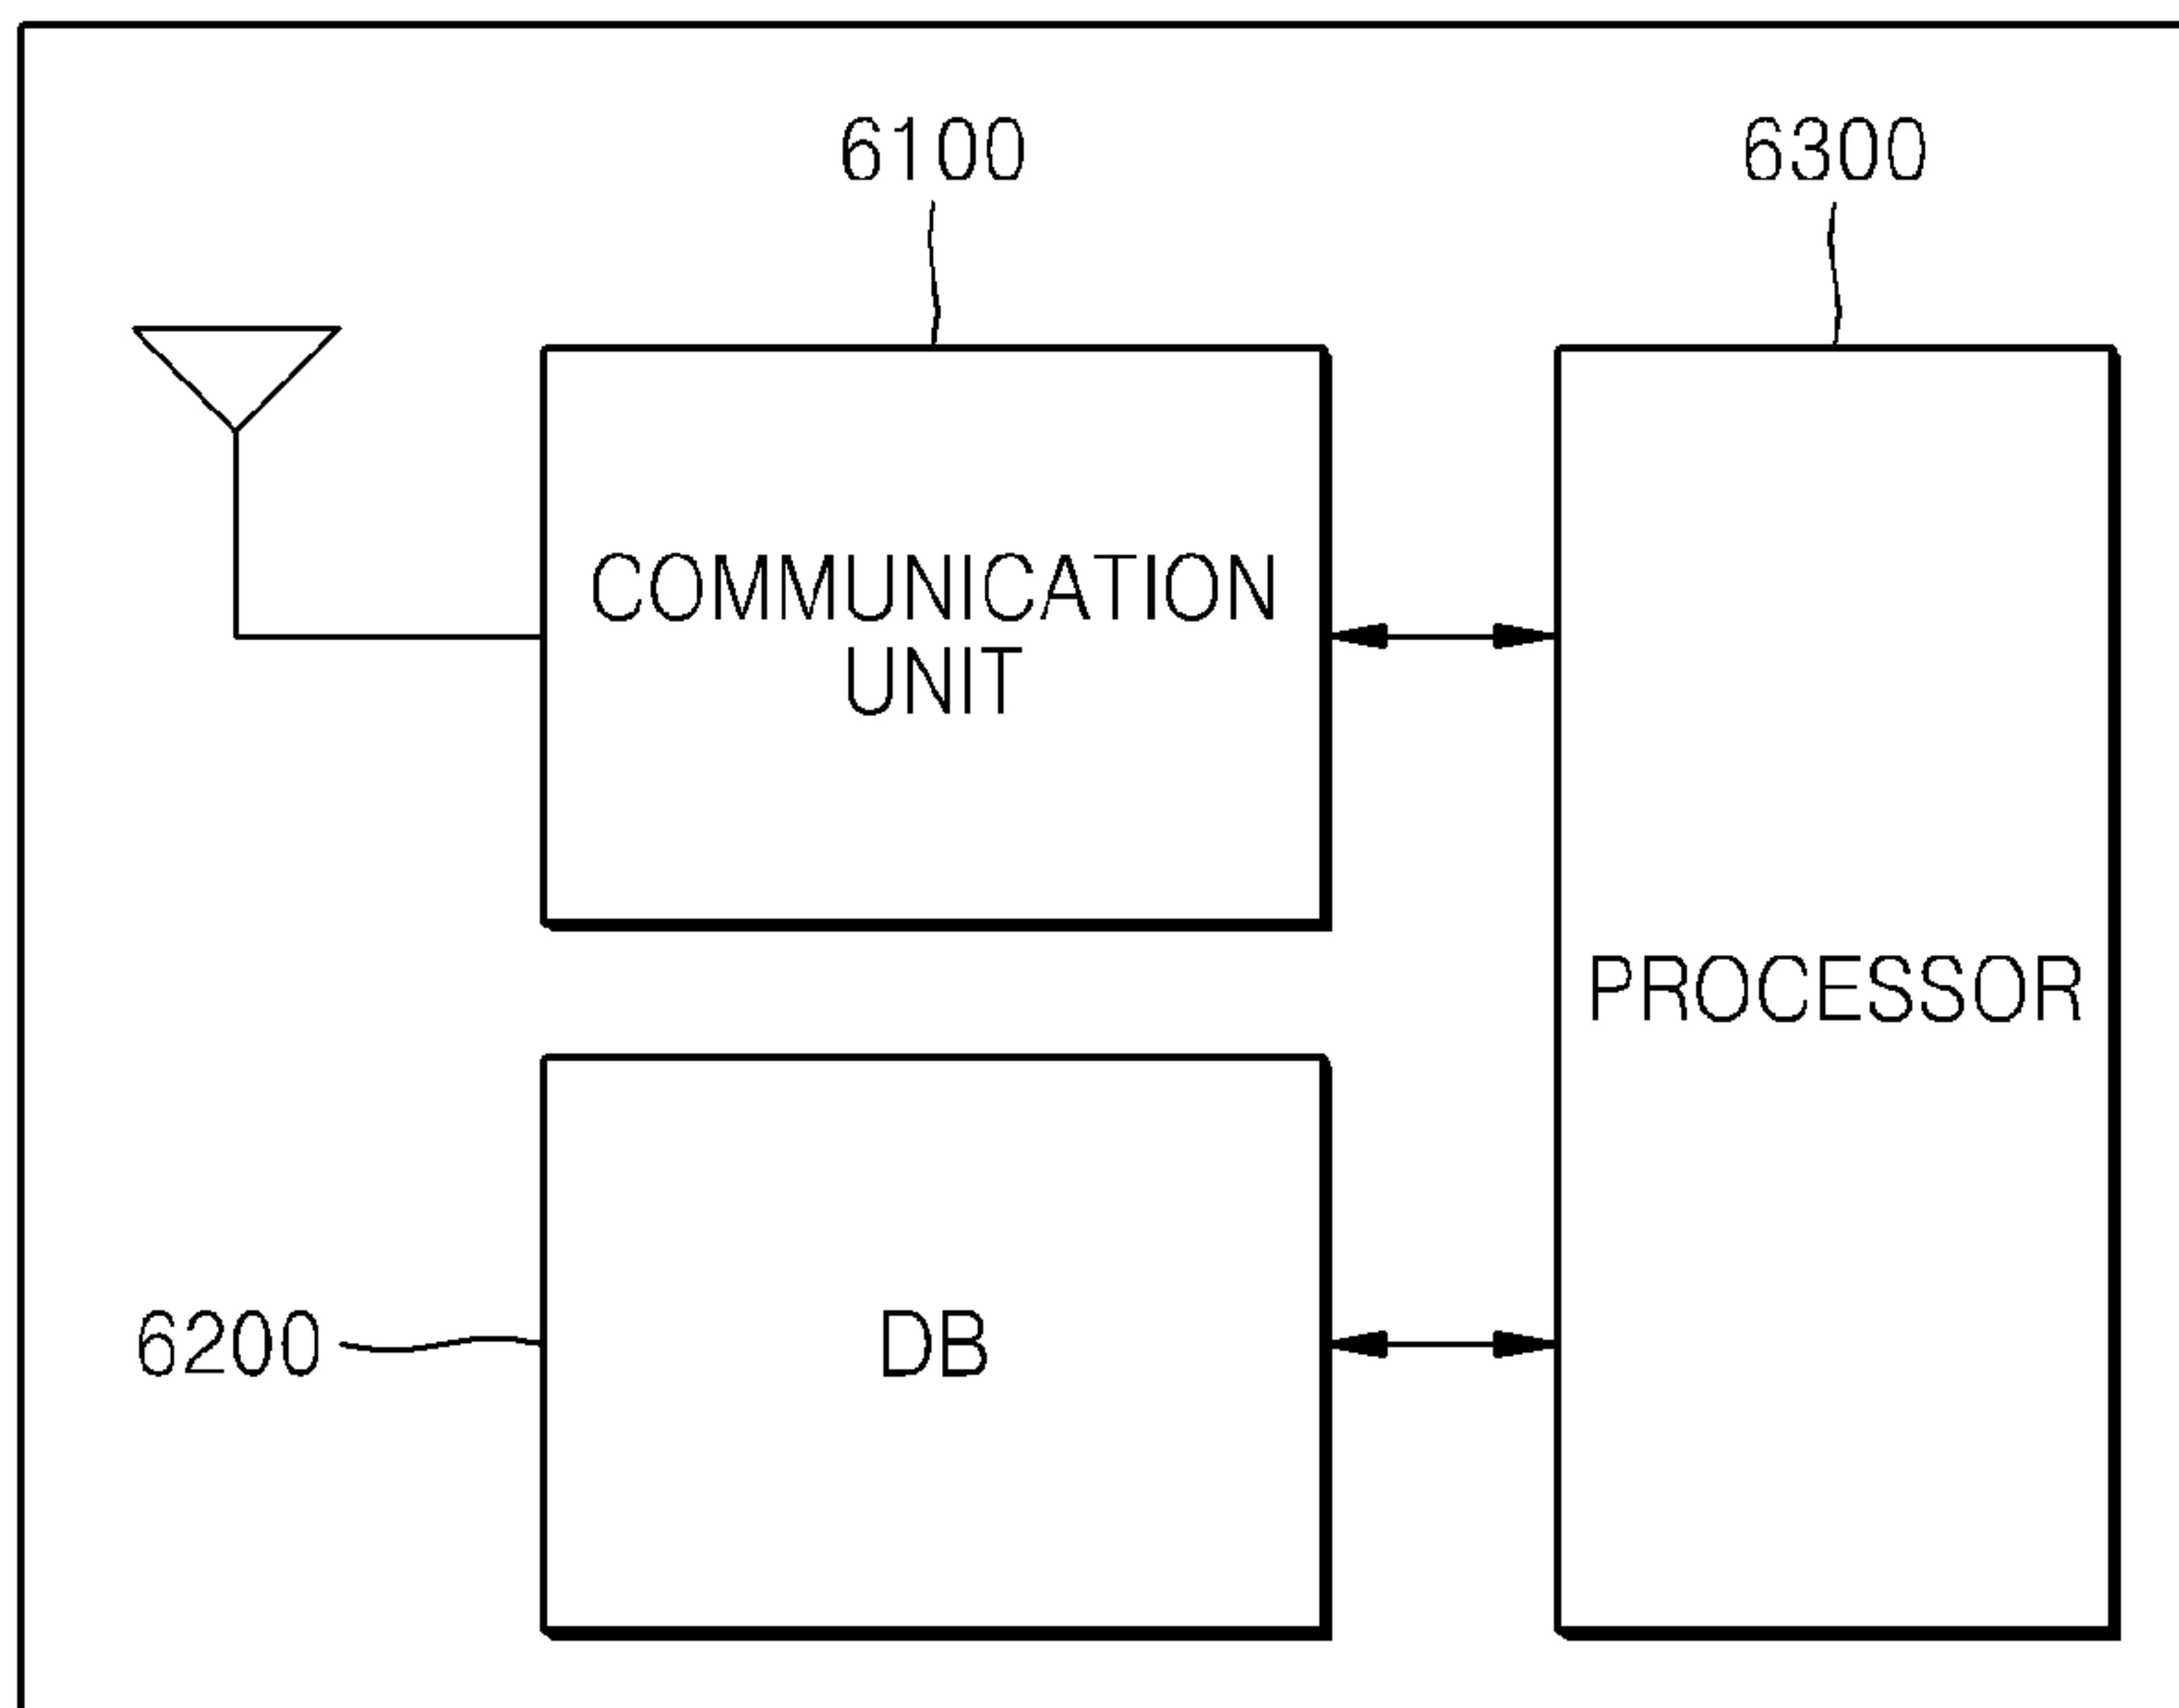 6100
6300
COMMUNICATION
UNIT
PROCESSOR
6200
DB